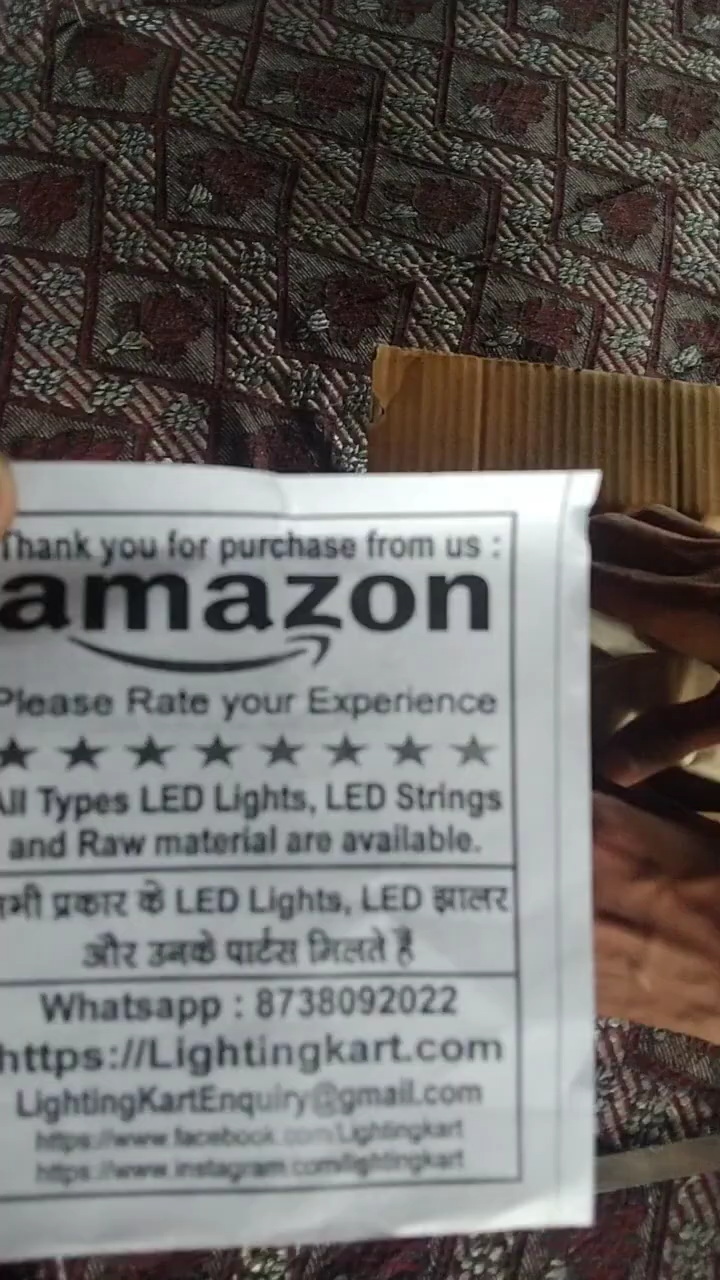 Thank you for purchase from us :
amazon
Please Rate your Experience
All Types LED Lights, LED Strings
and Raw material are available.
सभी प्रकार के LED Lights, LED झालर
और उनके पार्टस मिलते है
Whatsapp : 8738092022
https://Lightingkart.com
LightingKartEnquiry@gmail.com
https://www.facebook.com/Lightingkart
https://www.instagram.com/lightingkart